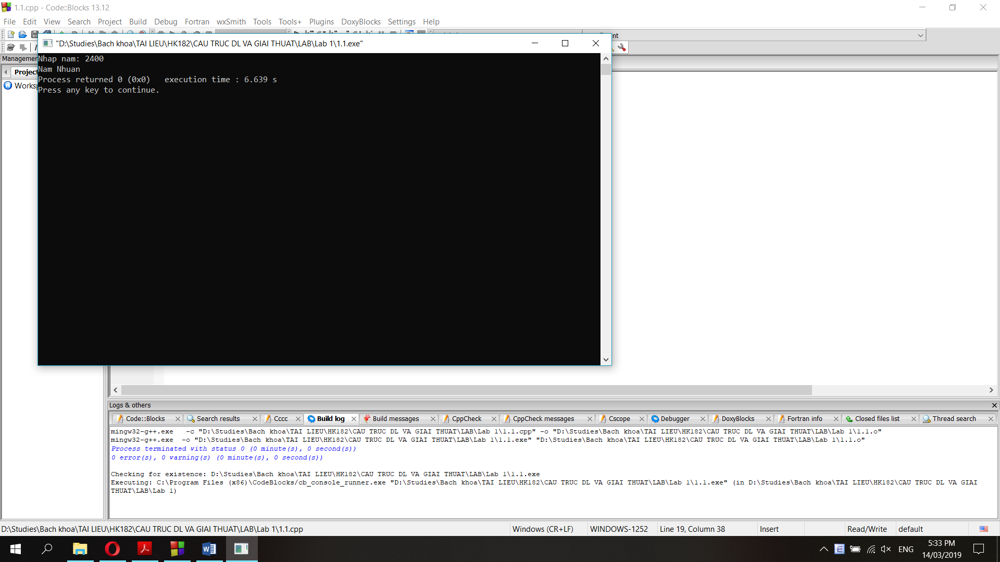 1.1.cpp - Code::Blocks 13.12
File Edit View Search Project Build Debug Fortran wxSmith Tools Tools+ Plugins DoxyBlocks Settings Help
"D:\Studies\Bach khoa\TAI LIEU\HK182\CAU TRUC DL VA GIAI THUAT\LAB\Lab 1\1.1.exe"
Nhap nam: 2400
Nam Nhuan
Process returned 0 (0x0)   execution time : 6.639 s
Press any key to continue.
Logs & others
Code::Blocks Search results Cccc Build log Build messages CppCheck CppCheck messages Cscope Debugger DoxyBlocks Fortran info Closed files list Thread search
mingw32-g++.exe   -c "D:\Studies\Bach khoa\TAI LIEU\HK182\CAU TRUC DL VA GIAI THUAT\LAB\Lab 1\1.1.cpp" -o "D:\Studies\Bach khoa\TAI LIEU\HK182\CAU TRUC DL VA GIAI THUAT\LAB\Lab 1\1.1.o"
mingw32-g++.exe  -o "D:\Studies\Bach khoa\TAI LIEU\HK182\CAU TRUC DL VA GIAI THUAT\LAB\Lab 1\1.1.exe" "D:\Studies\Bach khoa\TAI LIEU\HK182\CAU TRUC DL VA GIAI THUAT\LAB\Lab 1\1.1.o"
Process terminated with status 0 (0 minute(s), 0 second(s))
0 error(s), 0 warning(s) (0 minute(s), 0 second(s))
Checking for existence: D:\Studies\Bach khoa\TAI LIEU\HK182\CAU TRUC DL VA GIAI THUAT\LAB\Lab 1\1.1.exe
Executing: C:\Program Files (x86)\CodeBlocks/cb_console_runner.exe "D:\Studies\Bach khoa\TAI LIEU\HK182\CAU TRUC DL VA GIAI THUAT\LAB\Lab 1\1.1.exe" (in D:\Studies\Bach khoa\TAI LIEU\HK182\CAU TRUC DL VA GIAI
THUAT\LAB\Lab 1)
D:\Studies\Bach khoa\TAI LIEU\HK182\CAU TRUC DL VA GIAI THUAT\LAB\Lab 1\1.1.cpp Windows (CR+LF) WINDOWS-1252 Line 19, Column 38 Insert Read/Write default
ENG
5:33 PM
14/03/2019